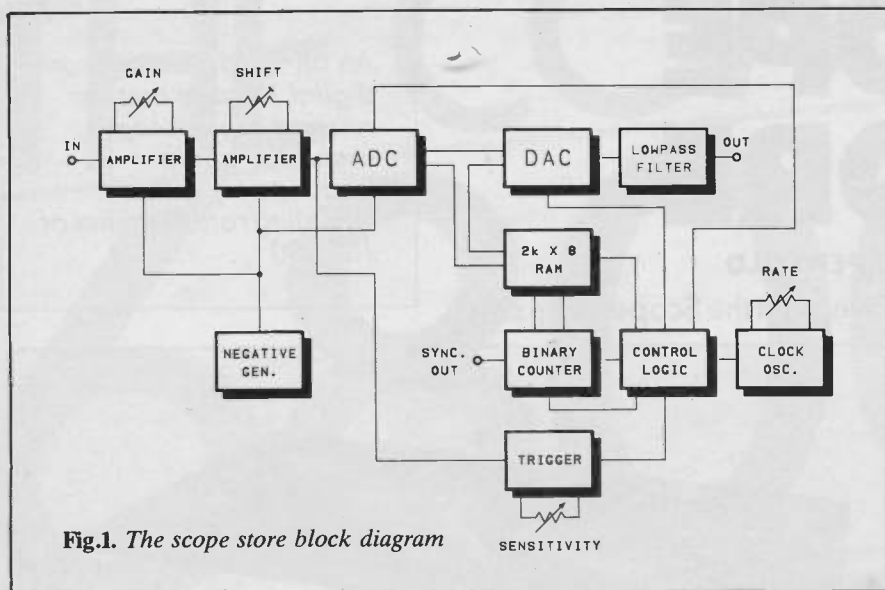 GAIN
SHIFT
IN
AMPLIFIER
AMPLIFIER
ADC
DAC
LOWPASS
FILTER
OUT
2k X 8
RAM
RATE
NEGATIVE
GEN.
SYNC.
OUT
BINARY
COUNTER
CONTROL
LOGIC
CLOCK
OSC.
TRIGGER
SENSITIVITY
Fig.1. The scope store block diagram